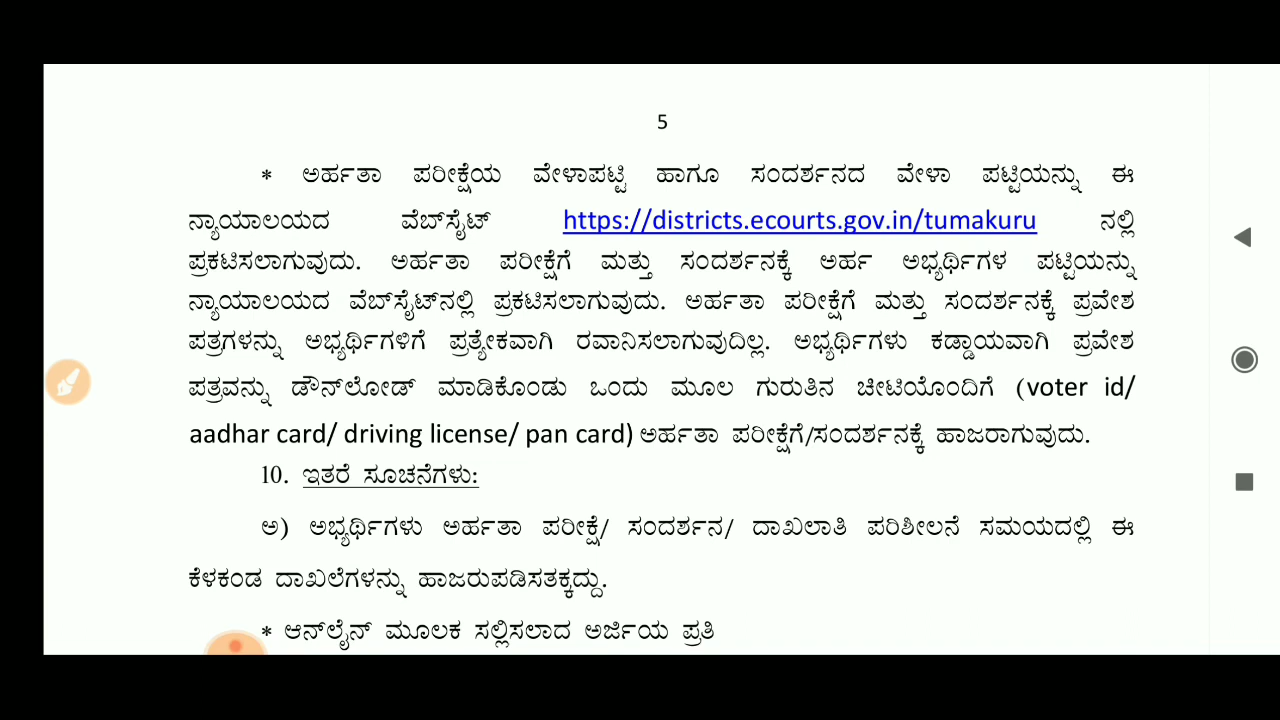 5
* ಅರ್ಹತಾ ಪರೀಕ್ಷೆಯ ವೇಳಾಪಟ್ಟಿ ಹಾಗೂ ಸಂದರ್ಶನದ ವೇಳಾ ಪಟ್ಟಿಯನ್ನು ಈ
ನ್ಯಾಯಾಲಯದ ವೆಬ್‌ಸೈಟ್ https://districts.ecourts.gov.in/tumakuru ನಲ್ಲಿ
ಪ್ರಕಟಿಸಲಾಗುವುದು. ಅರ್ಹತಾ ಪರೀಕ್ಷೆಗೆ ಮತ್ತು ಸಂದರ್ಶನಕ್ಕೆ ಅರ್ಹ ಅಭ್ಯರ್ಥಿಗಳ ಪಟ್ಟಿಯನ್ನು
ನ್ಯಾಯಾಲಯದ ವೆಬ್‌ಸೈಟ್‌ನಲ್ಲಿ ಪ್ರಕಟಿಸಲಾಗುವುದು. ಅರ್ಹತಾ ಪರೀಕ್ಷೆಗೆ ಮತ್ತು ಸಂದರ್ಶನಕ್ಕೆ ಪ್ರವೇಶ
ಪತ್ರಗಳನ್ನು ಅಭ್ಯರ್ಥಿಗಳಿಗೆ ಪ್ರತ್ಯೇಕವಾಗಿ ರವಾನಿಸಲಾಗುವುದಿಲ್ಲ. ಅಭ್ಯರ್ಥಿಗಳು ಕಡ್ಡಾಯವಾಗಿ ಪ್ರವೇಶ
ಪತ್ರವನ್ನು ಡೌನ್‌ಲೋಡ್ ಮಾಡಿಕೊಂಡು ಒಂದು ಮೂಲ ಗುರುತಿನ ಚೀಟಿಯೊಂದಿಗೆ (voter id/
aadhar card/ driving license/ pan card) ಅರ್ಹತಾ ಪರೀಕ್ಷೆಗೆ/ಸಂದರ್ಶನಕ್ಕೆ ಹಾಜರಾಗುವುದು.
10. ಇತರೆ ಸೂಚನೆಗಳು:
ಅ) ಅಭ್ಯರ್ಥಿಗಳು ಅರ್ಹತಾ ಪರೀಕ್ಷೆ/ ಸಂದರ್ಶನ/ ದಾಖಲಾತಿ ಪರಿಶೀಲನೆ ಸಮಯದಲ್ಲಿ ಈ
ಕೆಳಕಂಡ ದಾಖಲೆಗಳನ್ನು ಹಾಜರುಪಡಿಸತಕ್ಕದ್ದು.
* ಆನ್‌ಲೈನ್ ಮೂಲಕ ಸಲ್ಲಿಸಲಾದ ಅರ್ಜಿಯ ಪ್ರತಿ